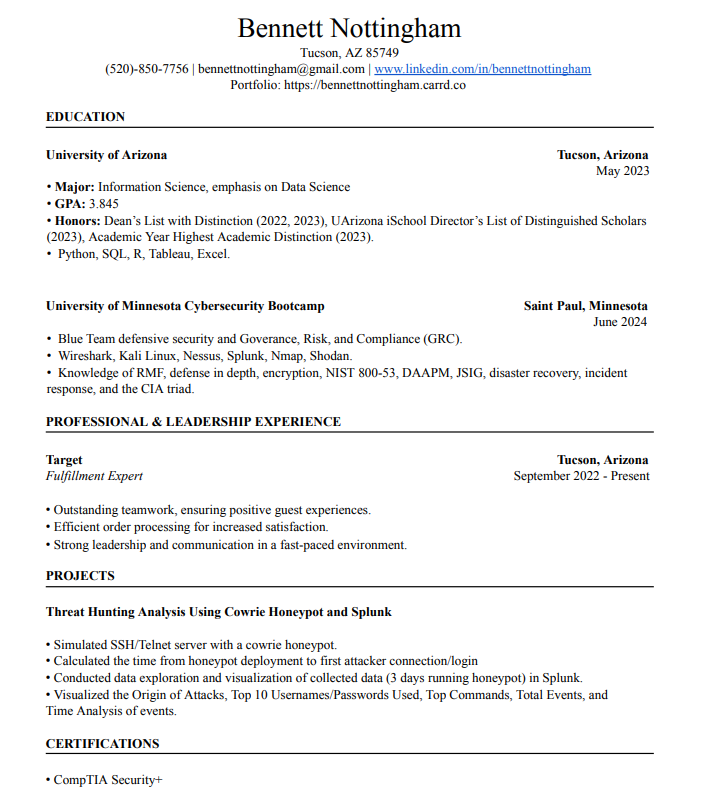 Bennett Nottingham
Tucson, AZ 85749
(520)-850-7756 | bennettnottingham@gmail.com | www.linkedin.com/in/bennettnottingham
Portfolio: https://bennettnottingham.carrd.co
EDUCATION
University of Arizona Tucson, Arizona
May 2023
• Major: Information Science, emphasis on Data Science
• GPA: 3.845
• Honors: Dean’s List with Distinction (2022, 2023), UArizona iSchool Director’s List of Distinguished Scholars
(2023), Academic Year Highest Academic Distinction (2023).
• Python, SQL, R, Tableau, Excel.
University of Minnesota Cybersecurity Bootcamp Saint Paul, Minnesota
June 2024
• Blue Team defensive security and Goverance, Risk, and Compliance (GRC).
• Wireshark, Kali Linux, Nessus, Splunk, Nmap, Shodan.
• Knowledge of RMF, defense in depth, encryption, NIST 800-53, DAAPM, JSIG, disaster recovery, incident
response, and the CIA triad.
PROFESSIONAL & LEADERSHIP EXPERIENCE
Target Tucson, Arizona
Fulfillment Expert September 2022 - Present
• Outstanding teamwork, ensuring positive guest experiences.
• Efficient order processing for increased satisfaction.
• Strong leadership and communication in a fast-paced environment.
PROJECTS
Threat Hunting Analysis Using Cowrie Honeypot and Splunk
• Simulated SSH/Telnet server with a cowrie honeypot.
• Calculated the time from honeypot deployment to first attacker connection/login
• Conducted data exploration and visualization of collected data (3 days running honeypot) in Splunk.
• Visualized the Origin of Attacks, Top 10 Usernames/Passwords Used, Top Commands, Total Events, and
Time Analysis of events.
CERTIFICATIONS
• CompTIA Security+